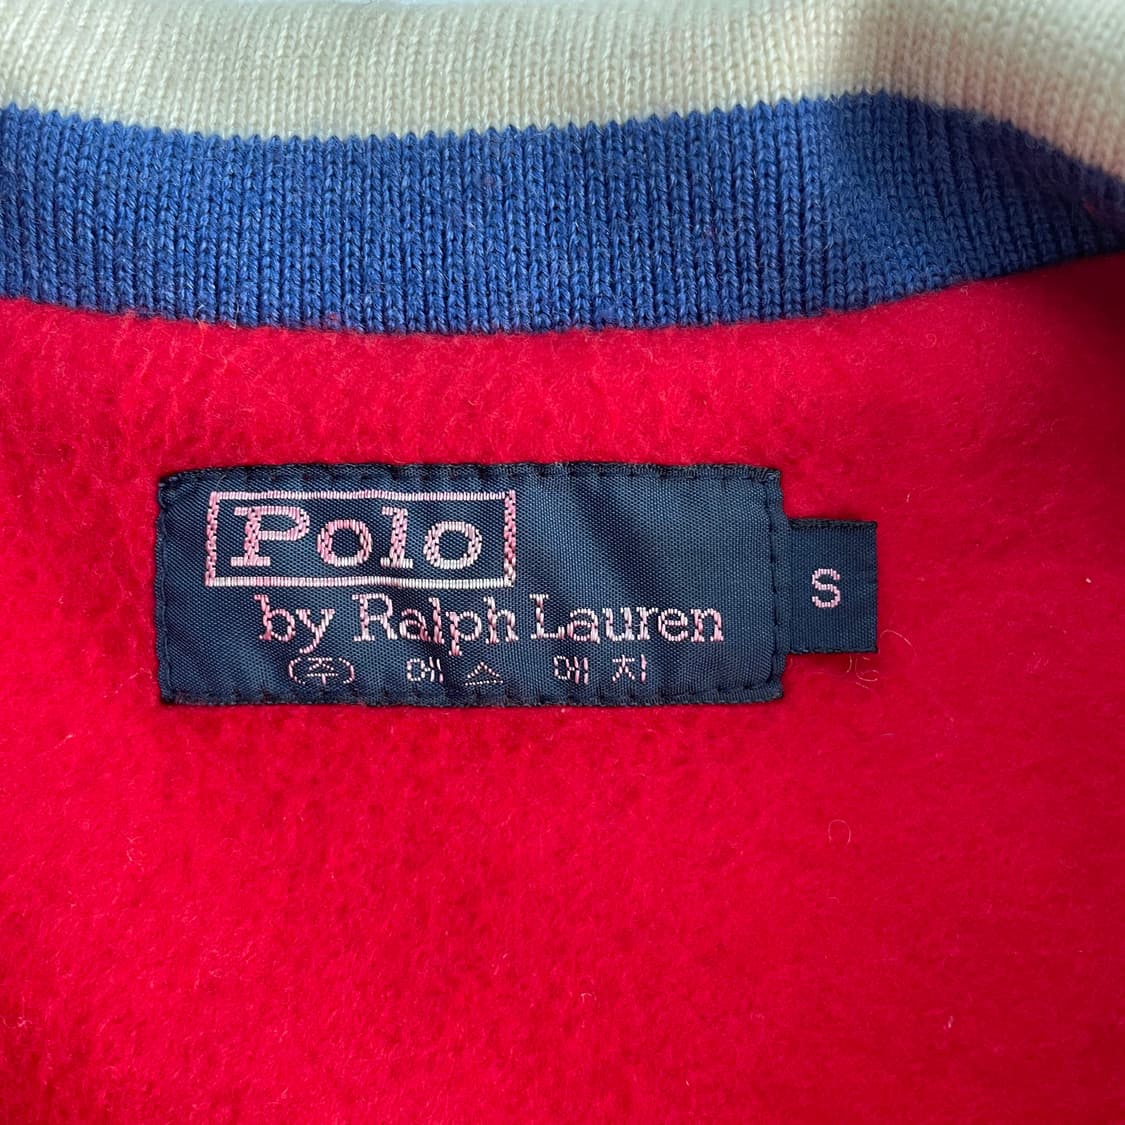 Polo
by Ralph Lauren
㈜ 에스 에치
S